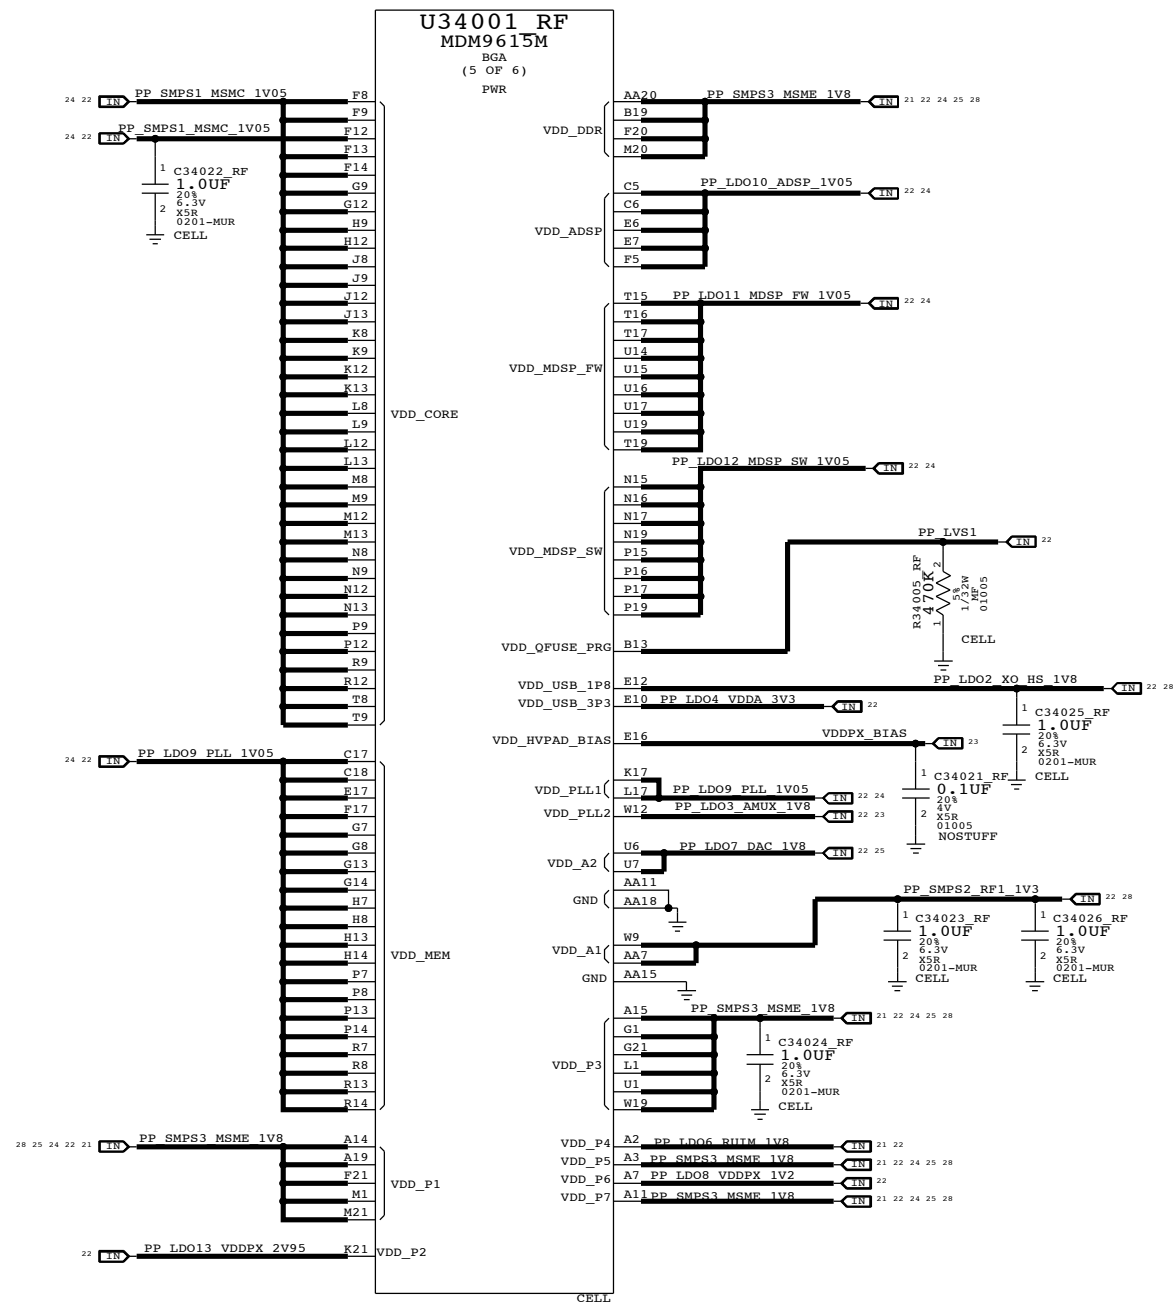 U34001_RF
MDM9615M
BGA
(5 OF 6)
PWR
24 22 IN PP_SMPS1_MSMC_1V05 F8
F9
24 22 IN PP_SMPS1_MSMC_1V05 F12
F13
F14
G9
G12
H9
H12
J8
J9
J12
J13
K8
K9
K12
K13
L8
L9
L12
L13
M8
M9
M12
M13
N8
N9
N12
N13
P9
P12
R9
R12
T8
T9
VDD_CORE
1 C34022_RF
1.0UF
20%
6.3V
2 X5R
0201-MUR
CELL
24 22 IN PP_LDO9_PLL_1V05 C17
C18
E17
F17
G7
G8
G13
G14
H7
H8
H13
H14
P7
P8
P13
P14
R7
R8
R13
R14
VDD_MEM
28 25 24 22 21 IN PP_SMPS3_MSME_1V8 A14
A19
F21
M1
M21
VDD_P1
22 IN PP_LDO13_VDDPX_2V95 K21 VDD_P2
AA20 PP_SMPS3_MSME_1V8 IN 21 22 24 25 28
B19
VDD_DDR
F20
M20
C5 PP_LDO10_ADSP_1V05 IN 22 24
C6
VDD_ADSP E6
E7
F5
T15 PP_LDO11_MDSP_FW_1V05 IN 22 24
T16
T17
U14
VDD_MDSP_FW U15
U16
U17
U19
T19
PP_LDO12_MDSP_SW_1V05 IN 22 24
N15
N16
N17
N19
VDD_MDSP_SW P15
P16
P17
P19
PP_LVS1 IN 22
R34005_RF 2
470K
5%
1/32W
MF
01005
1
CELL
VDD_QFUSE_PRG B13
VDD_USB_1P8 E12 PP_LDO2_XO_HS_1V8 IN 22 28
VDD_USB_3P3 E10 PP_LDO4_VDDA_3V3 IN 22
1 C34025_RF
1.0UF
20%
6.3V
2 X5R
0201-MUR
CELL
VDD_HVPAD_BIAS E16 VDDPX_BIAS IN 23
1 C34021_RF
0.1UF
20%
4V
2 X5R
01005
NOSTUFF
K17
VDD_PLL1 L17 PP_LDO9_PLL_1V05 IN 22 24
VDD_PLL2 W12 PP_LDO3_AMUX_1V8 IN 22 23
U6 PP_LDO7_DAC_1V8 IN 22 25
VDD_A2 U7
AA11
GND AA18
PP_SMPS2_RF1_1V3 IN 22 28
1 C34023_RF
1.0UF
20%
6.3V
2 X5R
0201-MUR
CELL
1 C34026_RF
1.0UF
20%
6.3V
2 X5R
0201-MUR
CELL
W9
VDD_A1 AA7
GND AA15
A15 PP_SMPS3_MSME_1V8 IN 21 22 24 25 28
G1
G21
VDD_P3 L1
U1
W19
1 C34024_RF
1.0UF
20%
6.3V
2 X5R
0201-MUR
CELL
VDD_P4 A2 PP_LDO6_RUIM_1V8 IN 21 22
VDD_P5 A3 PP_SMPS3_MSME_1V8 IN 21 22 24 25 28
VDD_P6 A7 PP_LDO8_VDDPX_1V2 IN 22
VDD_P7 A11 PP_SMPS3_MSME_1V8 IN 21 22 24 25 28
CELL